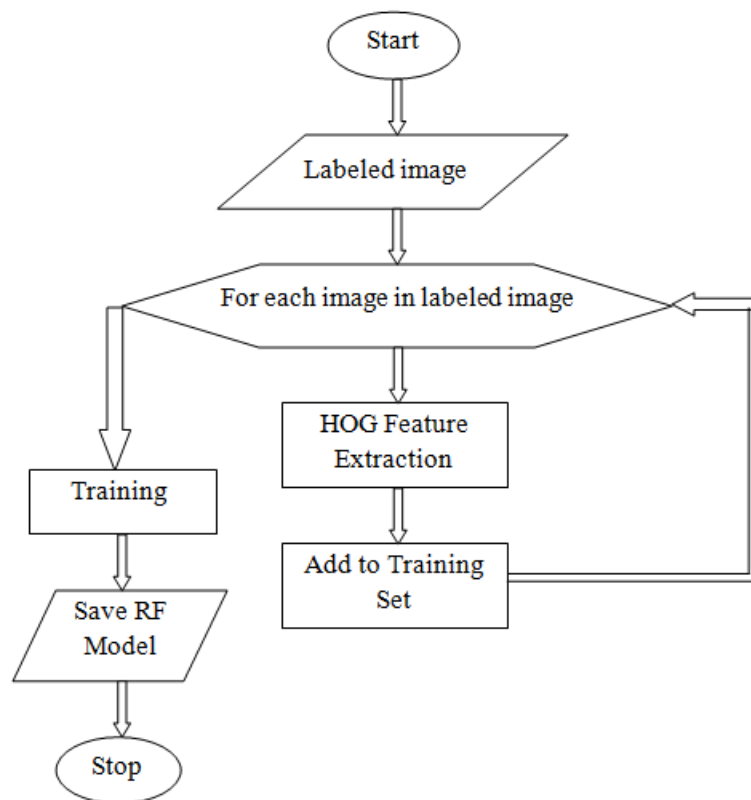 Start
Labeled image
For each image in labeled image
HOG Feature
Extraction
Training
Add to Training
Set
Save RF
Model
Stop